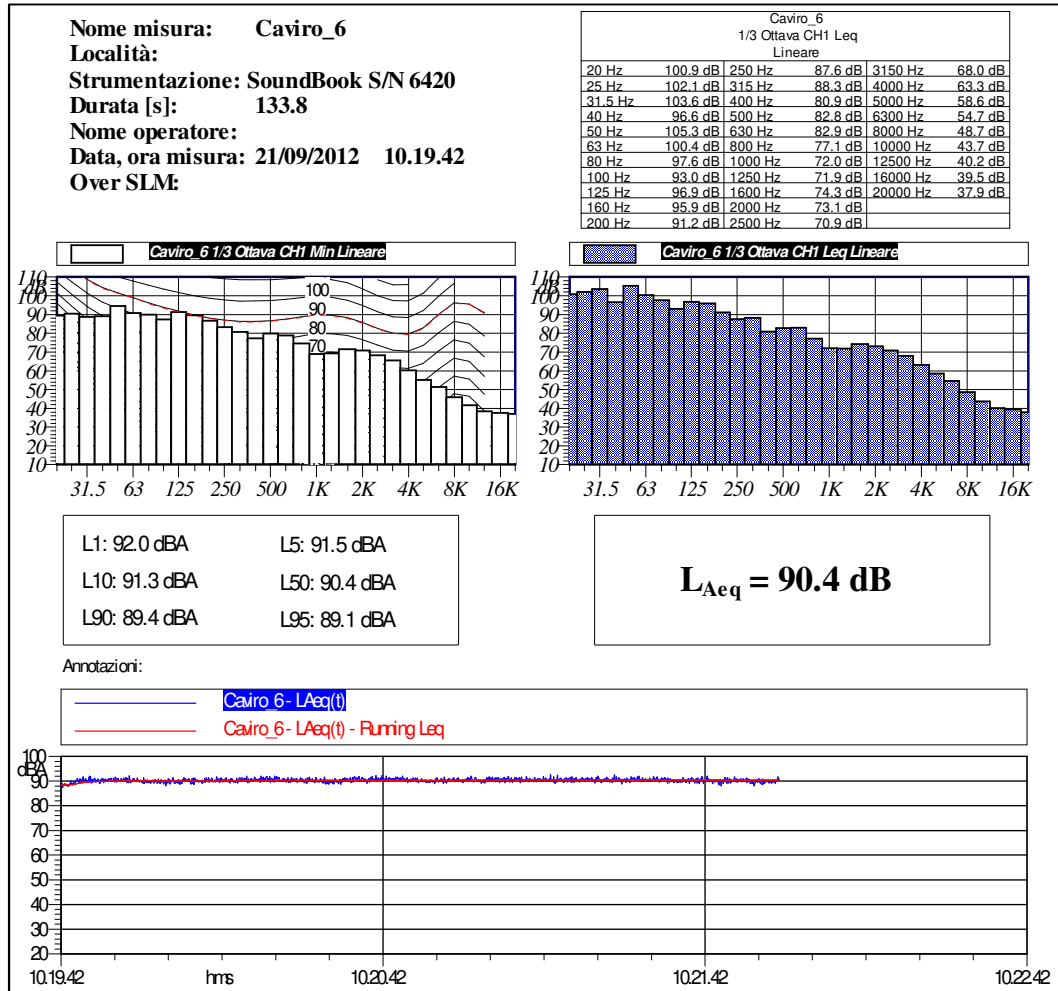 Nome misura: Caviro_6
Località:
Strumentazione: SoundBook S/N 6420
Durata [s]: 133.8
Nome operatore:
Data, ora misura: 21/09/2012 10.19.42
Over SLM:
Caviro_6
1/3 Ottava CH1 Leq
Lineare
20 Hz 100.9 dB 250 Hz 87.6 dB 3150 Hz 68.0 dB
25 Hz 102.1 dB 315 Hz 88.3 dB 4000 Hz 63.3 dB
31.5 Hz 103.6 dB 400 Hz 80.9 dB 5000 Hz 58.6 dB
40 Hz 96.6 dB 500 Hz 82.8 dB 6300 Hz 54.7 dB
50 Hz 105.3 dB 630 Hz 82.9 dB 8000 Hz 48.7 dB
63 Hz 100.4 dB 800 Hz 77.1 dB 10000 Hz 43.7 dB
80 Hz 97.6 dB 1000 Hz 72.0 dB 12500 Hz 40.2 dB
100 Hz 93.0 dB 1250 Hz 71.9 dB 16000 Hz 39.5 dB
125 Hz 96.9 dB 1600 Hz 74.3 dB 20000 Hz 37.9 dB
160 Hz 95.9 dB 2000 Hz 73.1 dB
200 Hz 91.2 dB 2500 Hz 70.9 dB
Caviro_6 1/3 Ottava CH1 Min Lineare
110
dB
100
90
80
70
60
50
40
30
20
10
100
90
80
70
31.5 63 125 250 500 1K 2K 4K 8K 16K
Caviro_6 1/3 Ottava CH1 Leq Lineare
110
dB
100
90
80
70
60
50
40
30
20
10
31.5 63 125 250 500 1K 2K 4K 8K 16K
L1: 92.0 dBA L5: 91.5 dBA
L10: 91.3 dBA L50: 90.4 dBA
L90: 89.4 dBA L95: 89.1 dBA
LAeq = 90.4 dB
Annotazioni:
Caviro_6 - LAeq(t)
Caviro_6 - LAeq(t) - Running Leq
100
dBA
90
80
70
60
50
40
30
20
10.19.42 hms 10.20.42 10.21.42 10.22.42